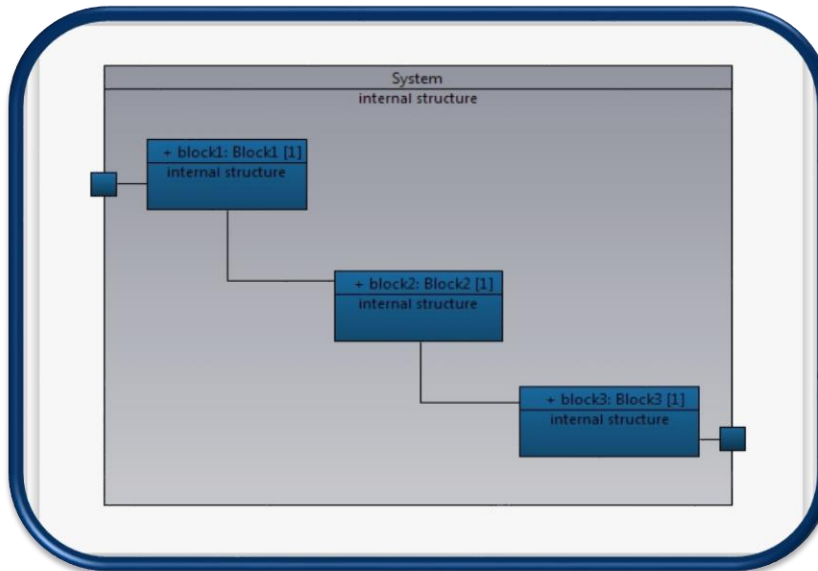 System
internal structure
+ block1: Block1 [1]
internal structure
+ block2: Block2 [1]
internal structure
+ block3: Block3 [1]
internal structure